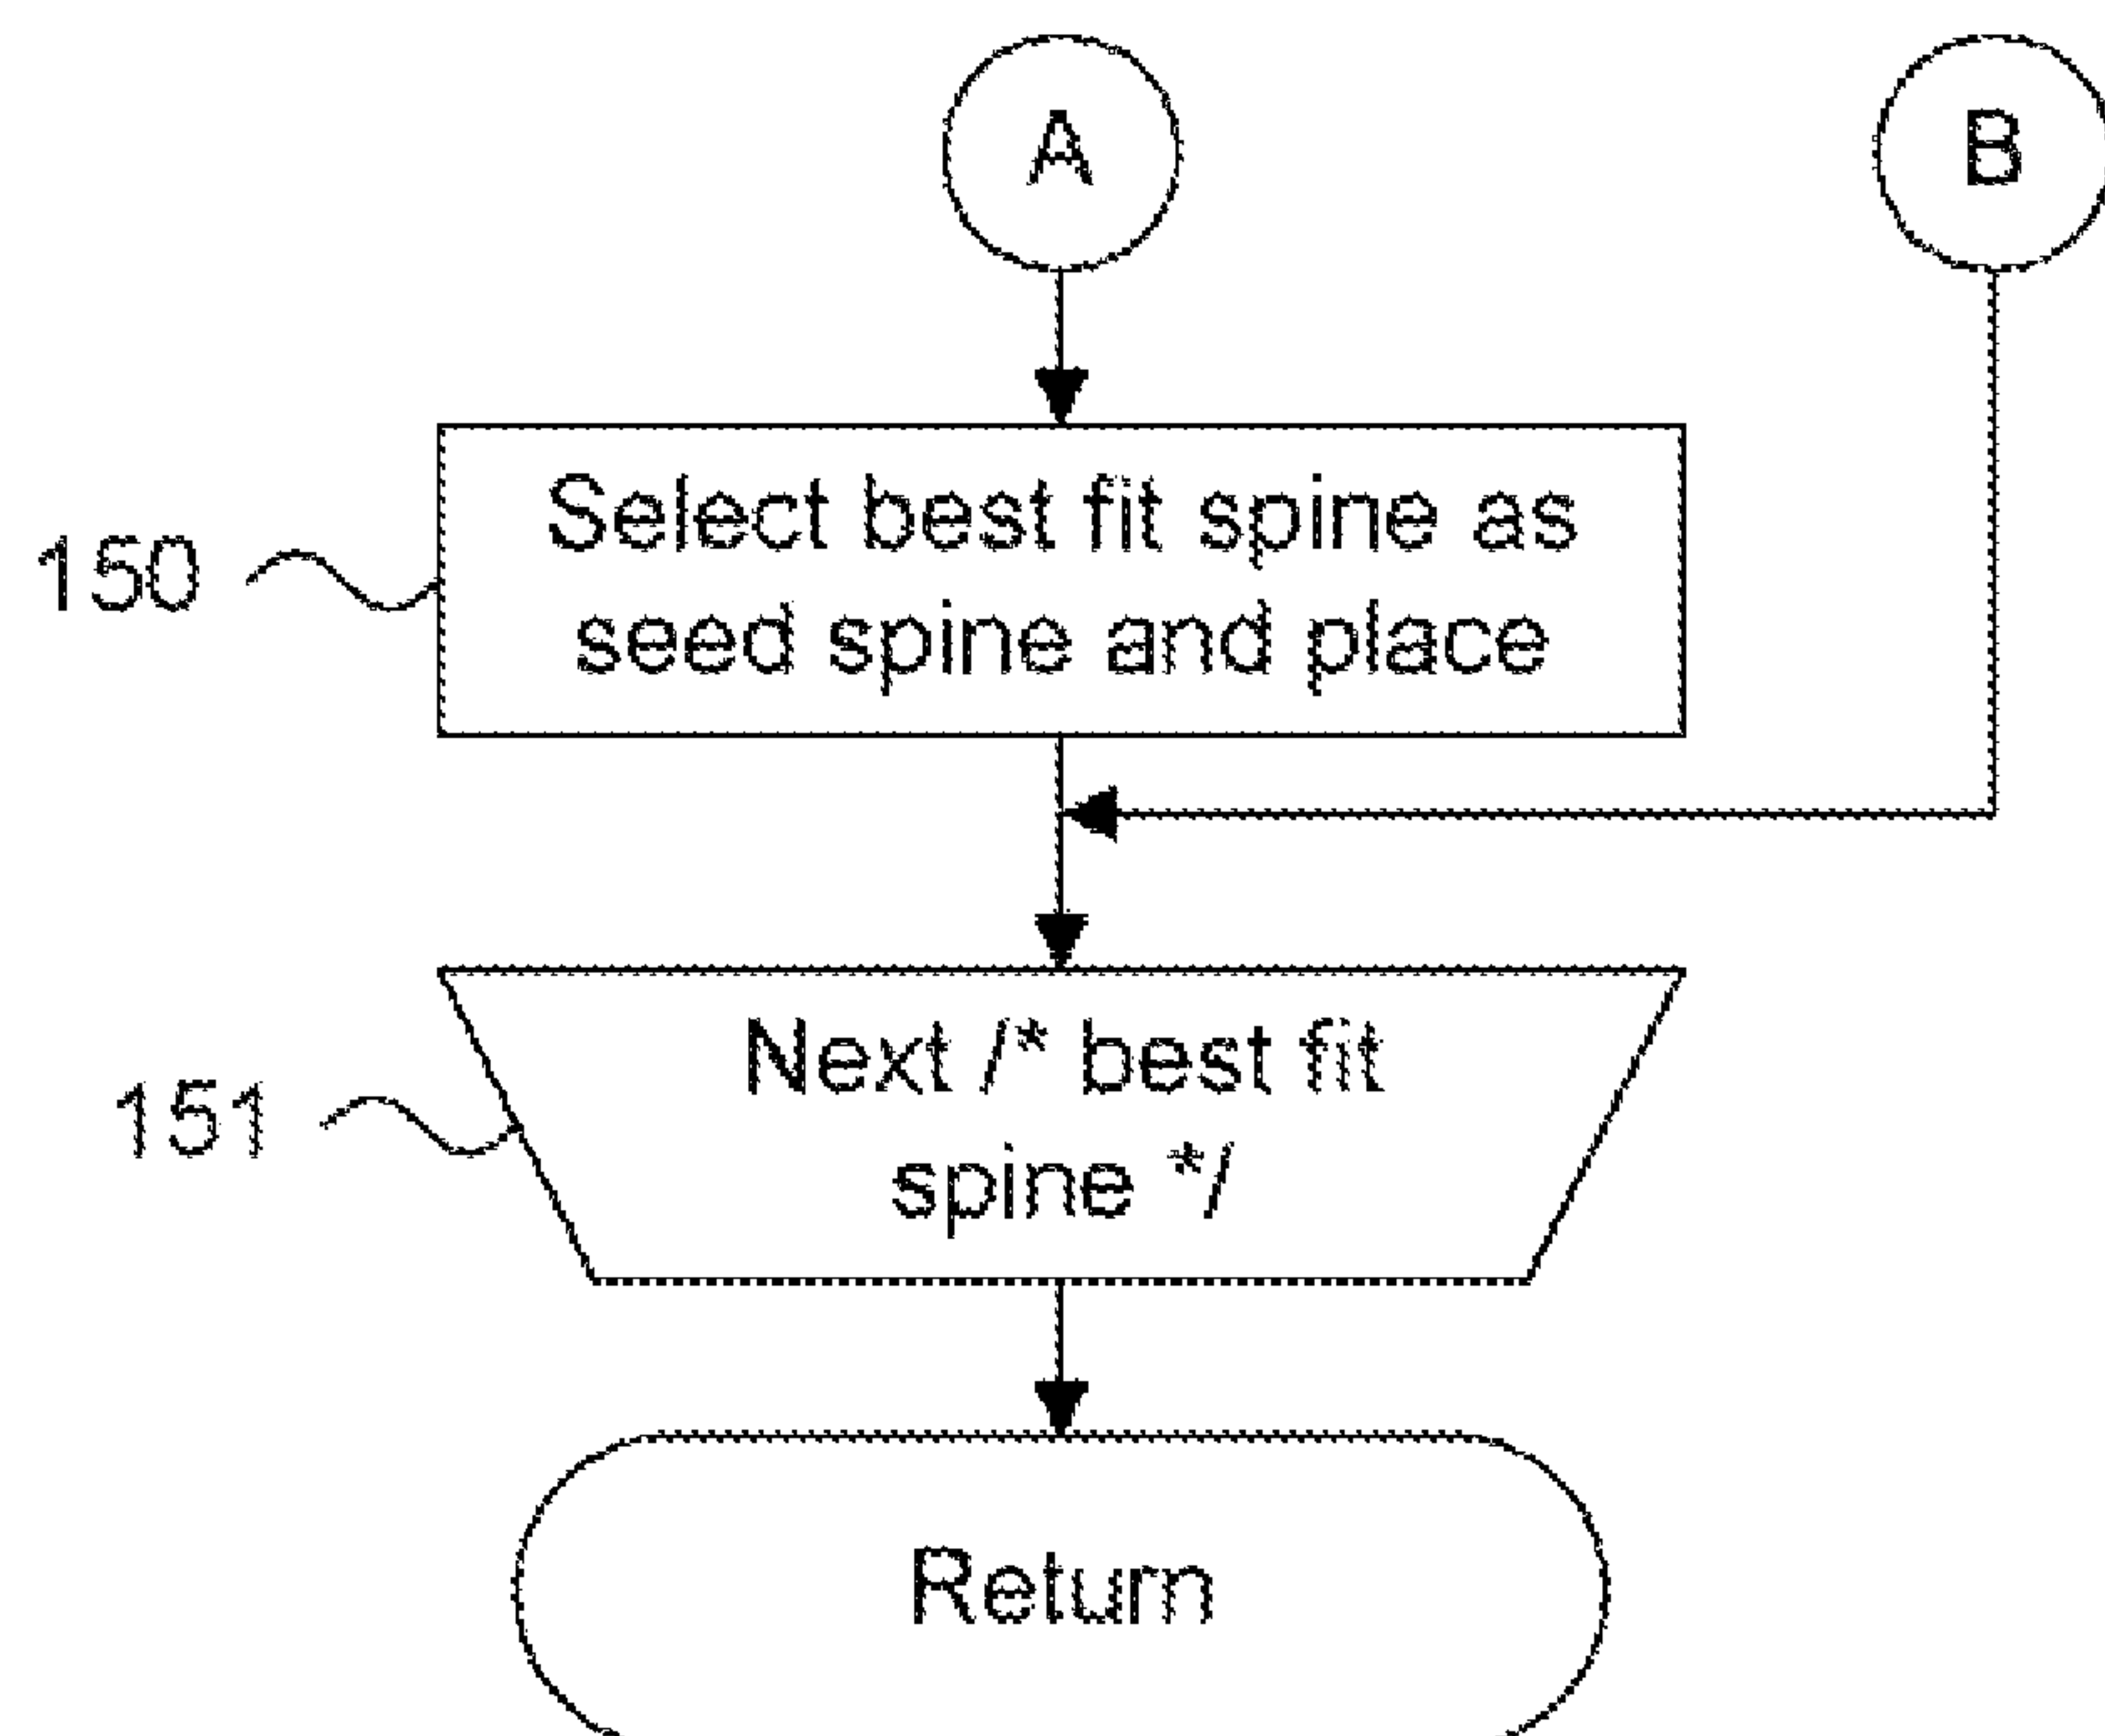 A
B
150
Select best fit spine as
seed spine and place
151
Next /* best fit
spine */
Return